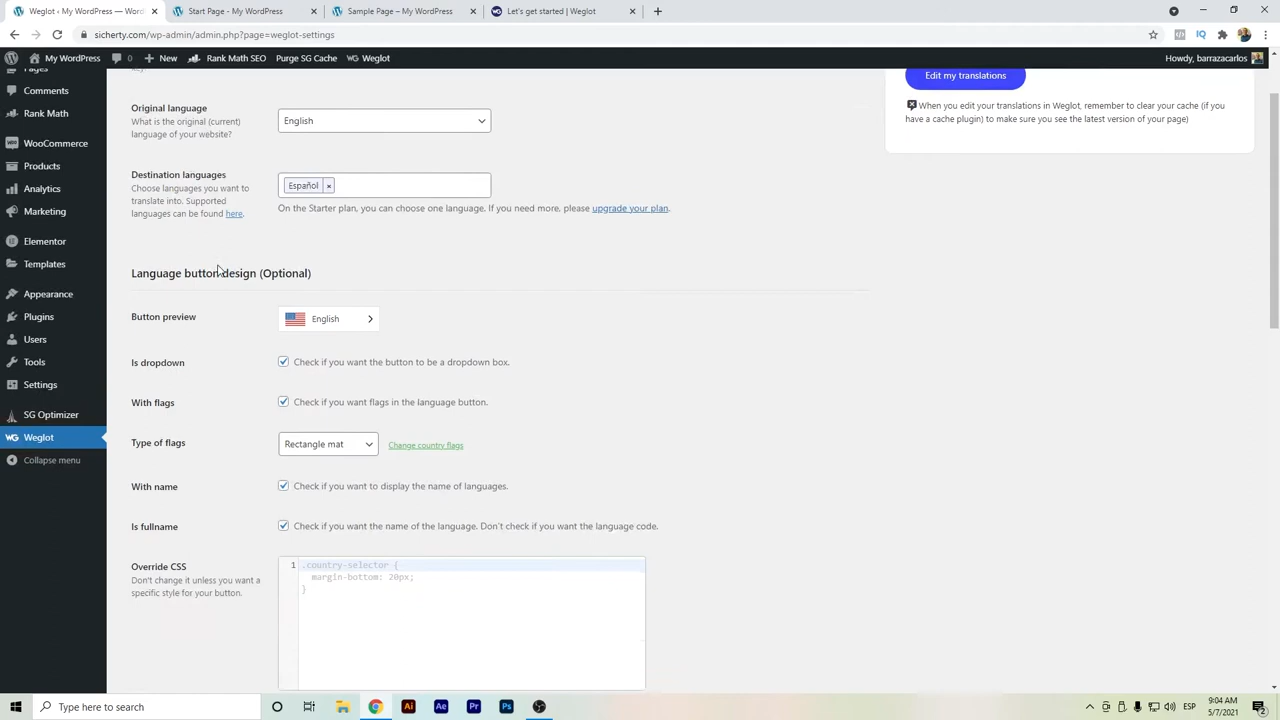 Weglot ‹ My WordPress —
Start Page - My WordPress
Sample Page - My WordPress
Let's get started | Weglot
sicherty.com/wp-admin/admin.php?page=weglot-settings
My WordPress
0
New
Rank Math SEO
Purge SG Cache
Weglot
Howdy, barrazacarlos
Pages
Comments
Rank Math
WooCommerce
Products
Analytics
Marketing
Elementor
Templates
Appearance
Plugins
Users
Tools
Settings
SG Optimizer
Weglot
Collapse menu
Original language
What is the original (current)
language of your website?
English
Destination languages
Choose languages you want to
translate into. Supported
languages can be found here.
Español ×
On the Starter plan, you can choose one language. If you need more, please upgrade your plan.
Language button design (Optional)
Button preview
English
Is dropdown
Check if you want the button to be a dropdown box.
With flags
Check if you want flags in the language button.
Type of flags
Rectangle mat
Change country flags
With name
Check if you want to display the name of languages.
Is fullname
Check if you want the name of the language. Don't check if you want the language code.
Override CSS
Don't change it unless you want a
specific style for your button.
1
.country-selector {
margin-bottom: 20px;
}
Edit my translations
When you edit your translations in Weglot, remember to clear your cache (if you
have a cache plugin) to make sure you see the latest version of your page)
Type here to search
ESP
9:04 AM
5/7/2021
2